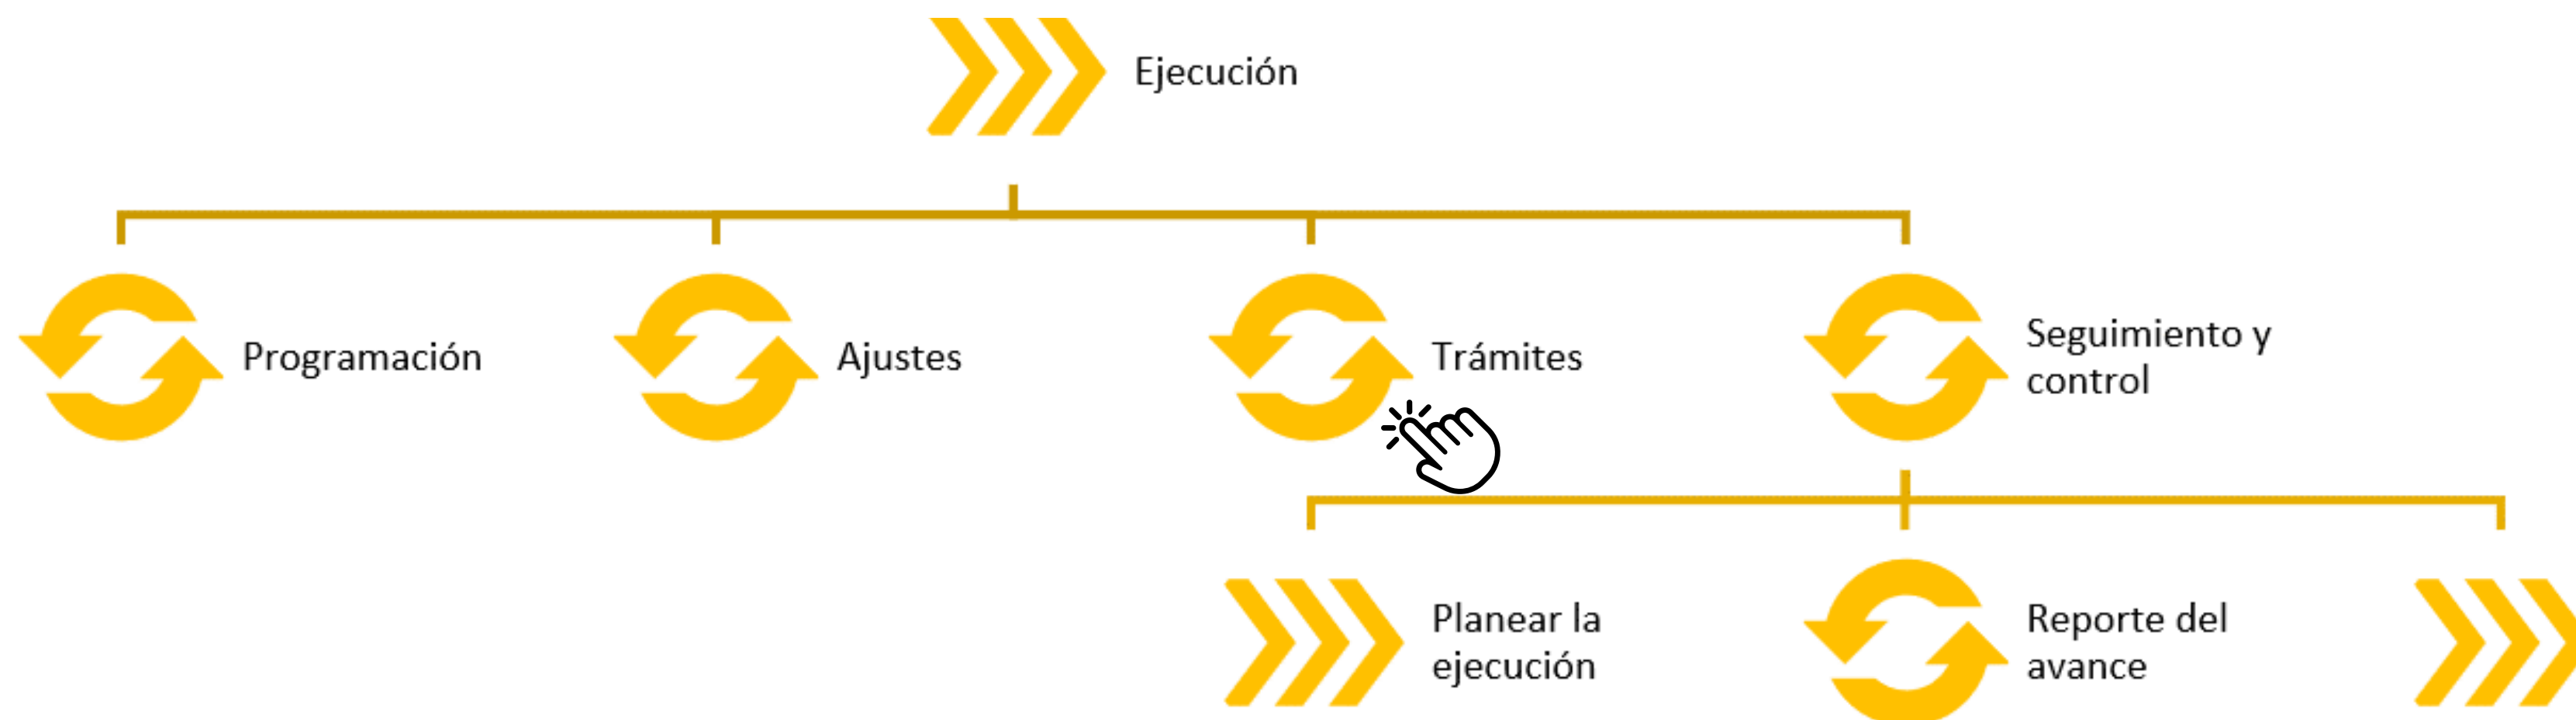 Ejecución
Programación
Ajustes
Trámites
Seguimiento y
control
Planear la
ejecución
Reporte del
avance